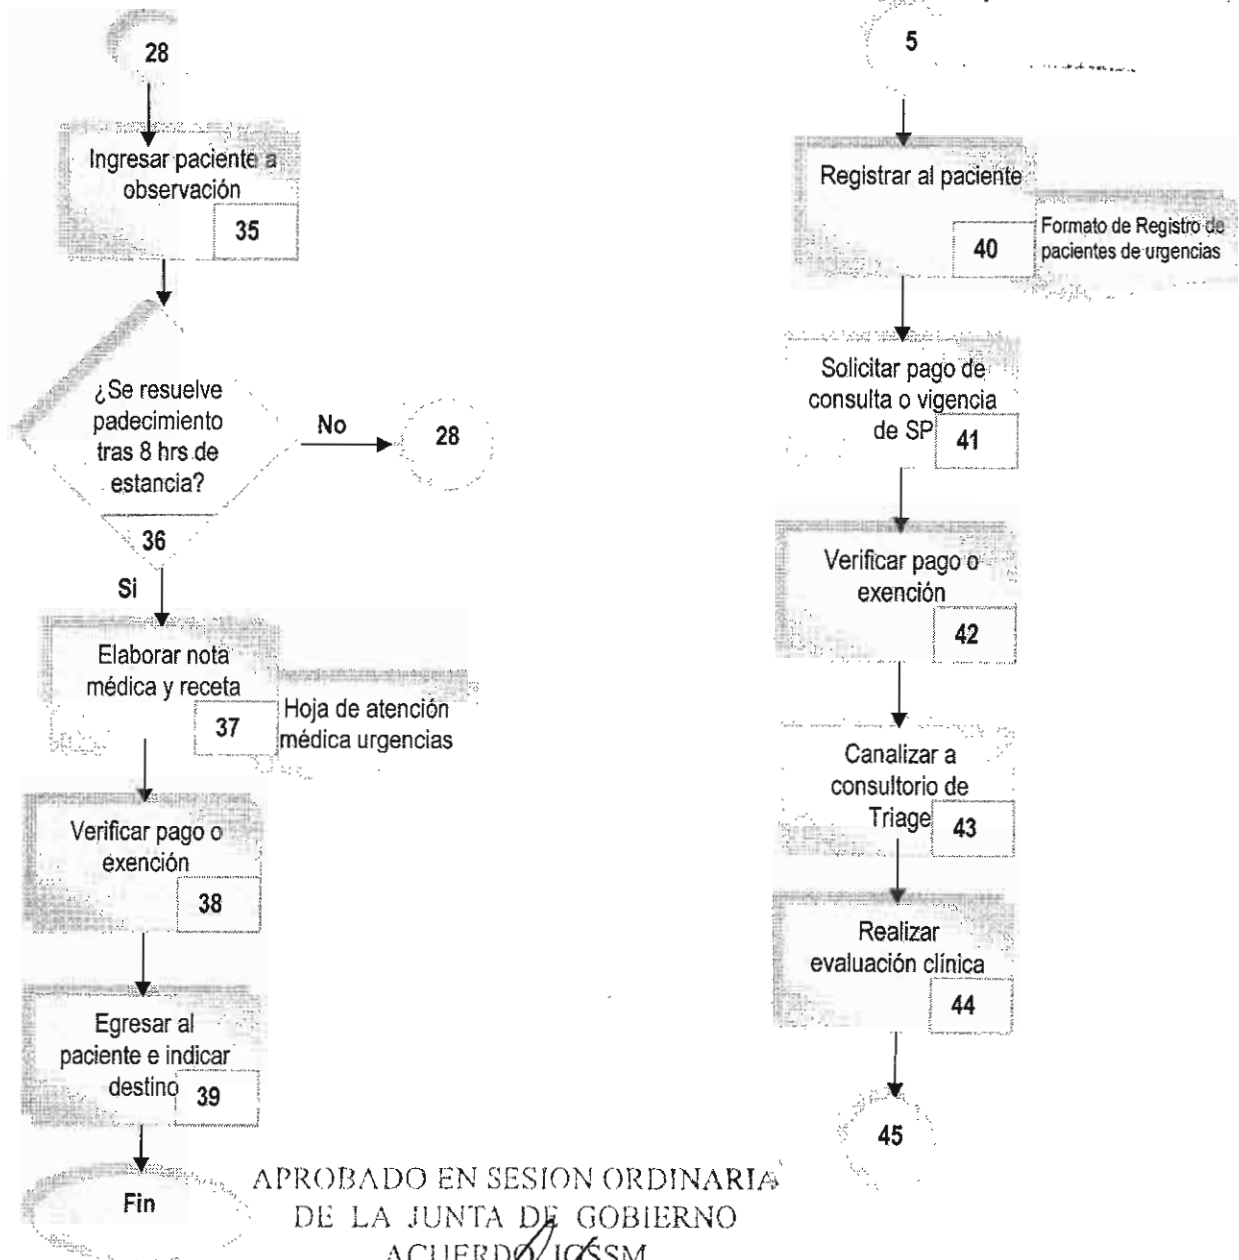 28
Ingresar paciente a
observación
35
¿Se resuelve
padecimiento
tras 8 hrs de
estancia?
36
No
28
Si
Elaborar nota
médica y receta
37
Hoja de atención
médica urgencias
Verificar pago o
exención
38
Egresar al
paciente e indicar
destino
39
Fin
5
Registrar al paciente
40
Formato de Registro de
pacientes de urgencias
Solicitar pago de
consulta o vigencia
de SP
41
Verificar pago o
exención
42
Canalizar a
consultorio de
Triage
43
Realizar
evaluación clínica
44
45
APROBADO EN SESION ORDINARIA
DE LA JUNTA DE GOBIERNO
ACUERDO